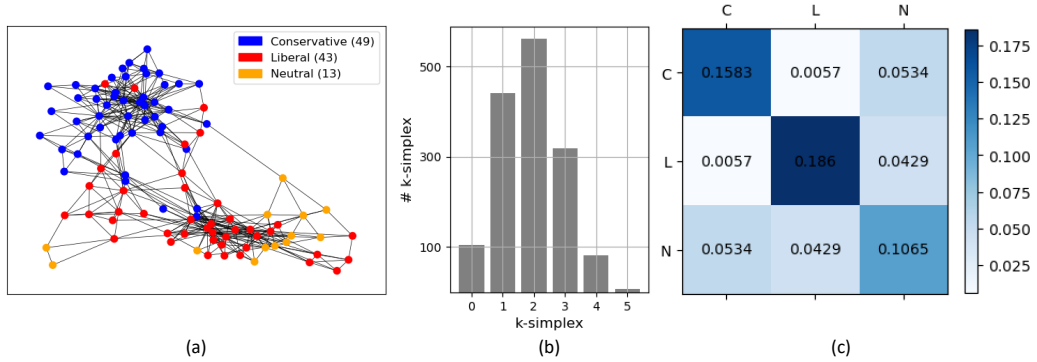 Conservative (49)
Liberal (43)
Neutral (13)
(a)
# k-simplex
500
300
100
0 1 2 3 4 5
k-simplex
(b)
C L N
C 0.1583 0.0057 0.0534
L 0.0057 0.186 0.0429
N 0.0534 0.0429 0.1065
0.175
0.150
0.125
0.100
0.075
0.050
0.025
(c)